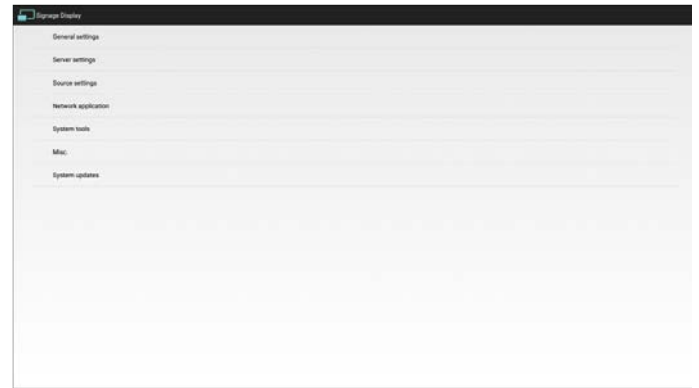 Signage Display
General settings
Server settings
Source settings
Network application
System tools
Misc.
System updates